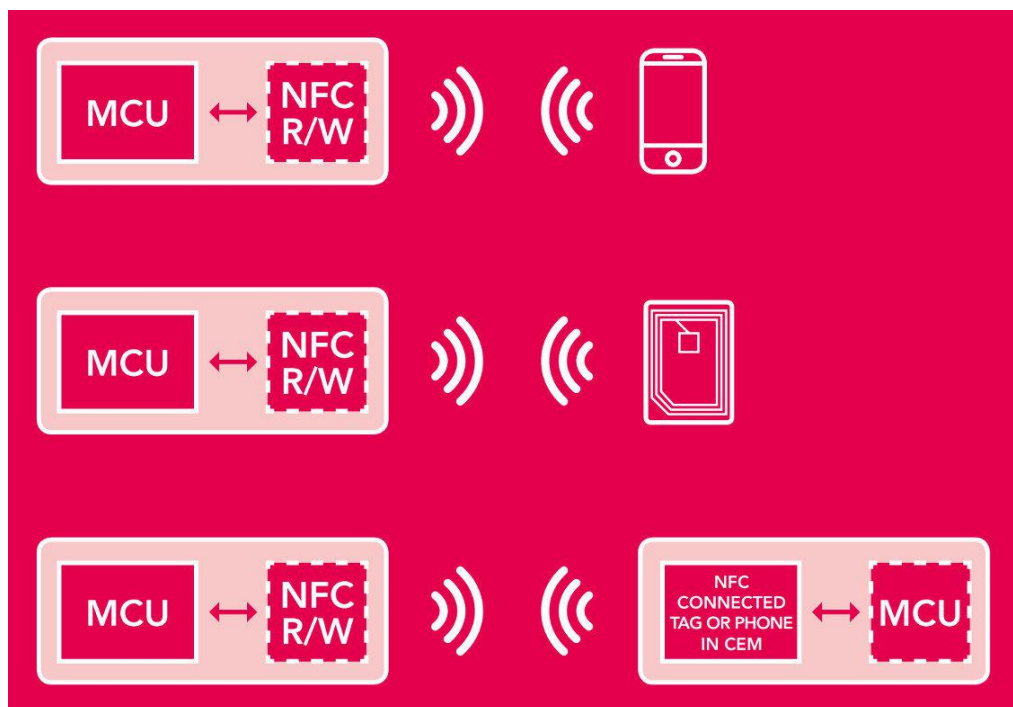 MCU
NFC
R/W
MCU
NFC
R/W
MCU
NFC
R/W
NFC
CONNECTED
TAG OR PHONE
IN CEM
MCU